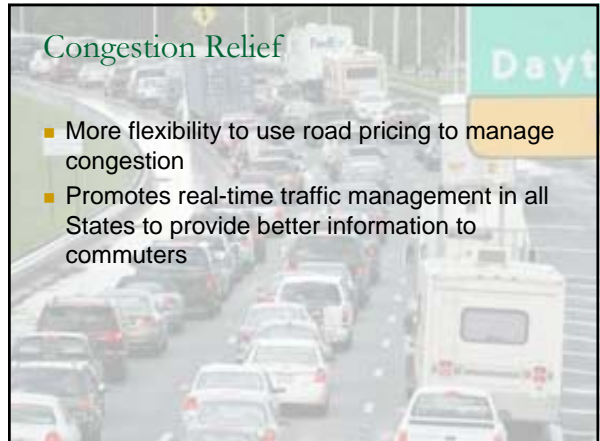 Congestion Relief
FedEx
Dayt
More flexibility to use road pricing to manage
congestion
Promotes real-time traffic management in all
States to provide better information to
commuters